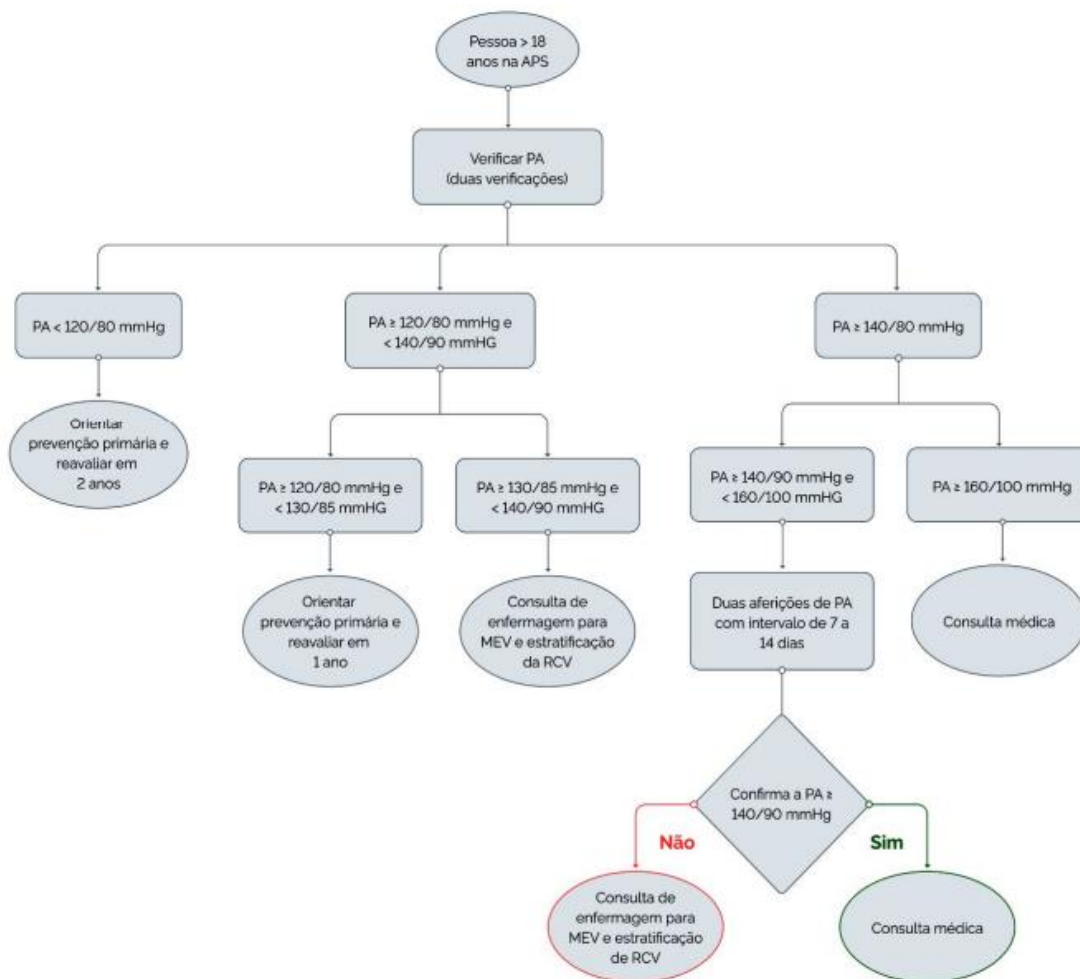 Pessoa > 18
anos na APS
Verificar PA
(duas verificações)
PA < 120/80 mmHg
PA ≥ 120/80 mmHg e
< 140/90 mmHG
PA ≥ 140/80 mmHg
Orientar
prevenção primária e
reavaliar em
2 anos
PA ≥ 120/80 mmHg e
< 130/85 mmHG
PA ≥ 130/85 mmHg e
< 140/90 mmHG
PA ≥ 140/90 mmHg e
< 160/100 mmHG
PA ≥ 160/100 mmHg
Orientar
prevenção primária e
reavaliar em
1 ano
Consulta de
enfermagem para
MEV e estratificação
da RCV
Duas aferições de PA
com intervalo de 7 a
14 dias
Consulta médica
Confirma a PA ≥
140/90 mmHg
Não
Sim
Consulta de
enfermagem para
MEV e estratificação
de RCV
Consulta médica